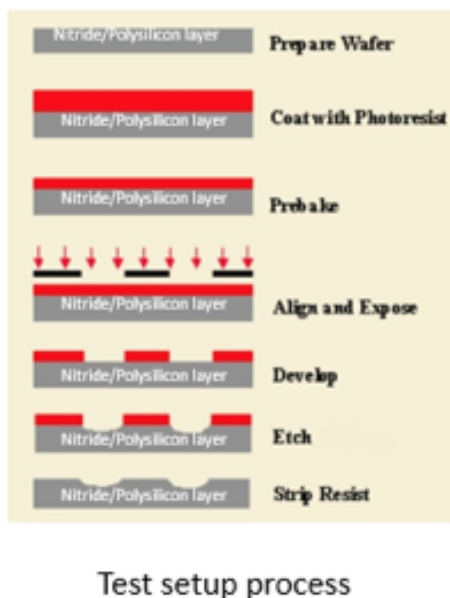 Nitride/Polysilicon layer
Prepare Wafer
Coat with Photoresist
Nitride/Polysilicon layer
Nitride/Polysilicon layer
Prebake
Align and Expose
Nitride/Polysilicon layer
Develop
Nitride/Polysilicon layer
Etch
Nitride/Polysilicon layer
Strip Resist
Nitride/Polysilicon layer
Test setup process